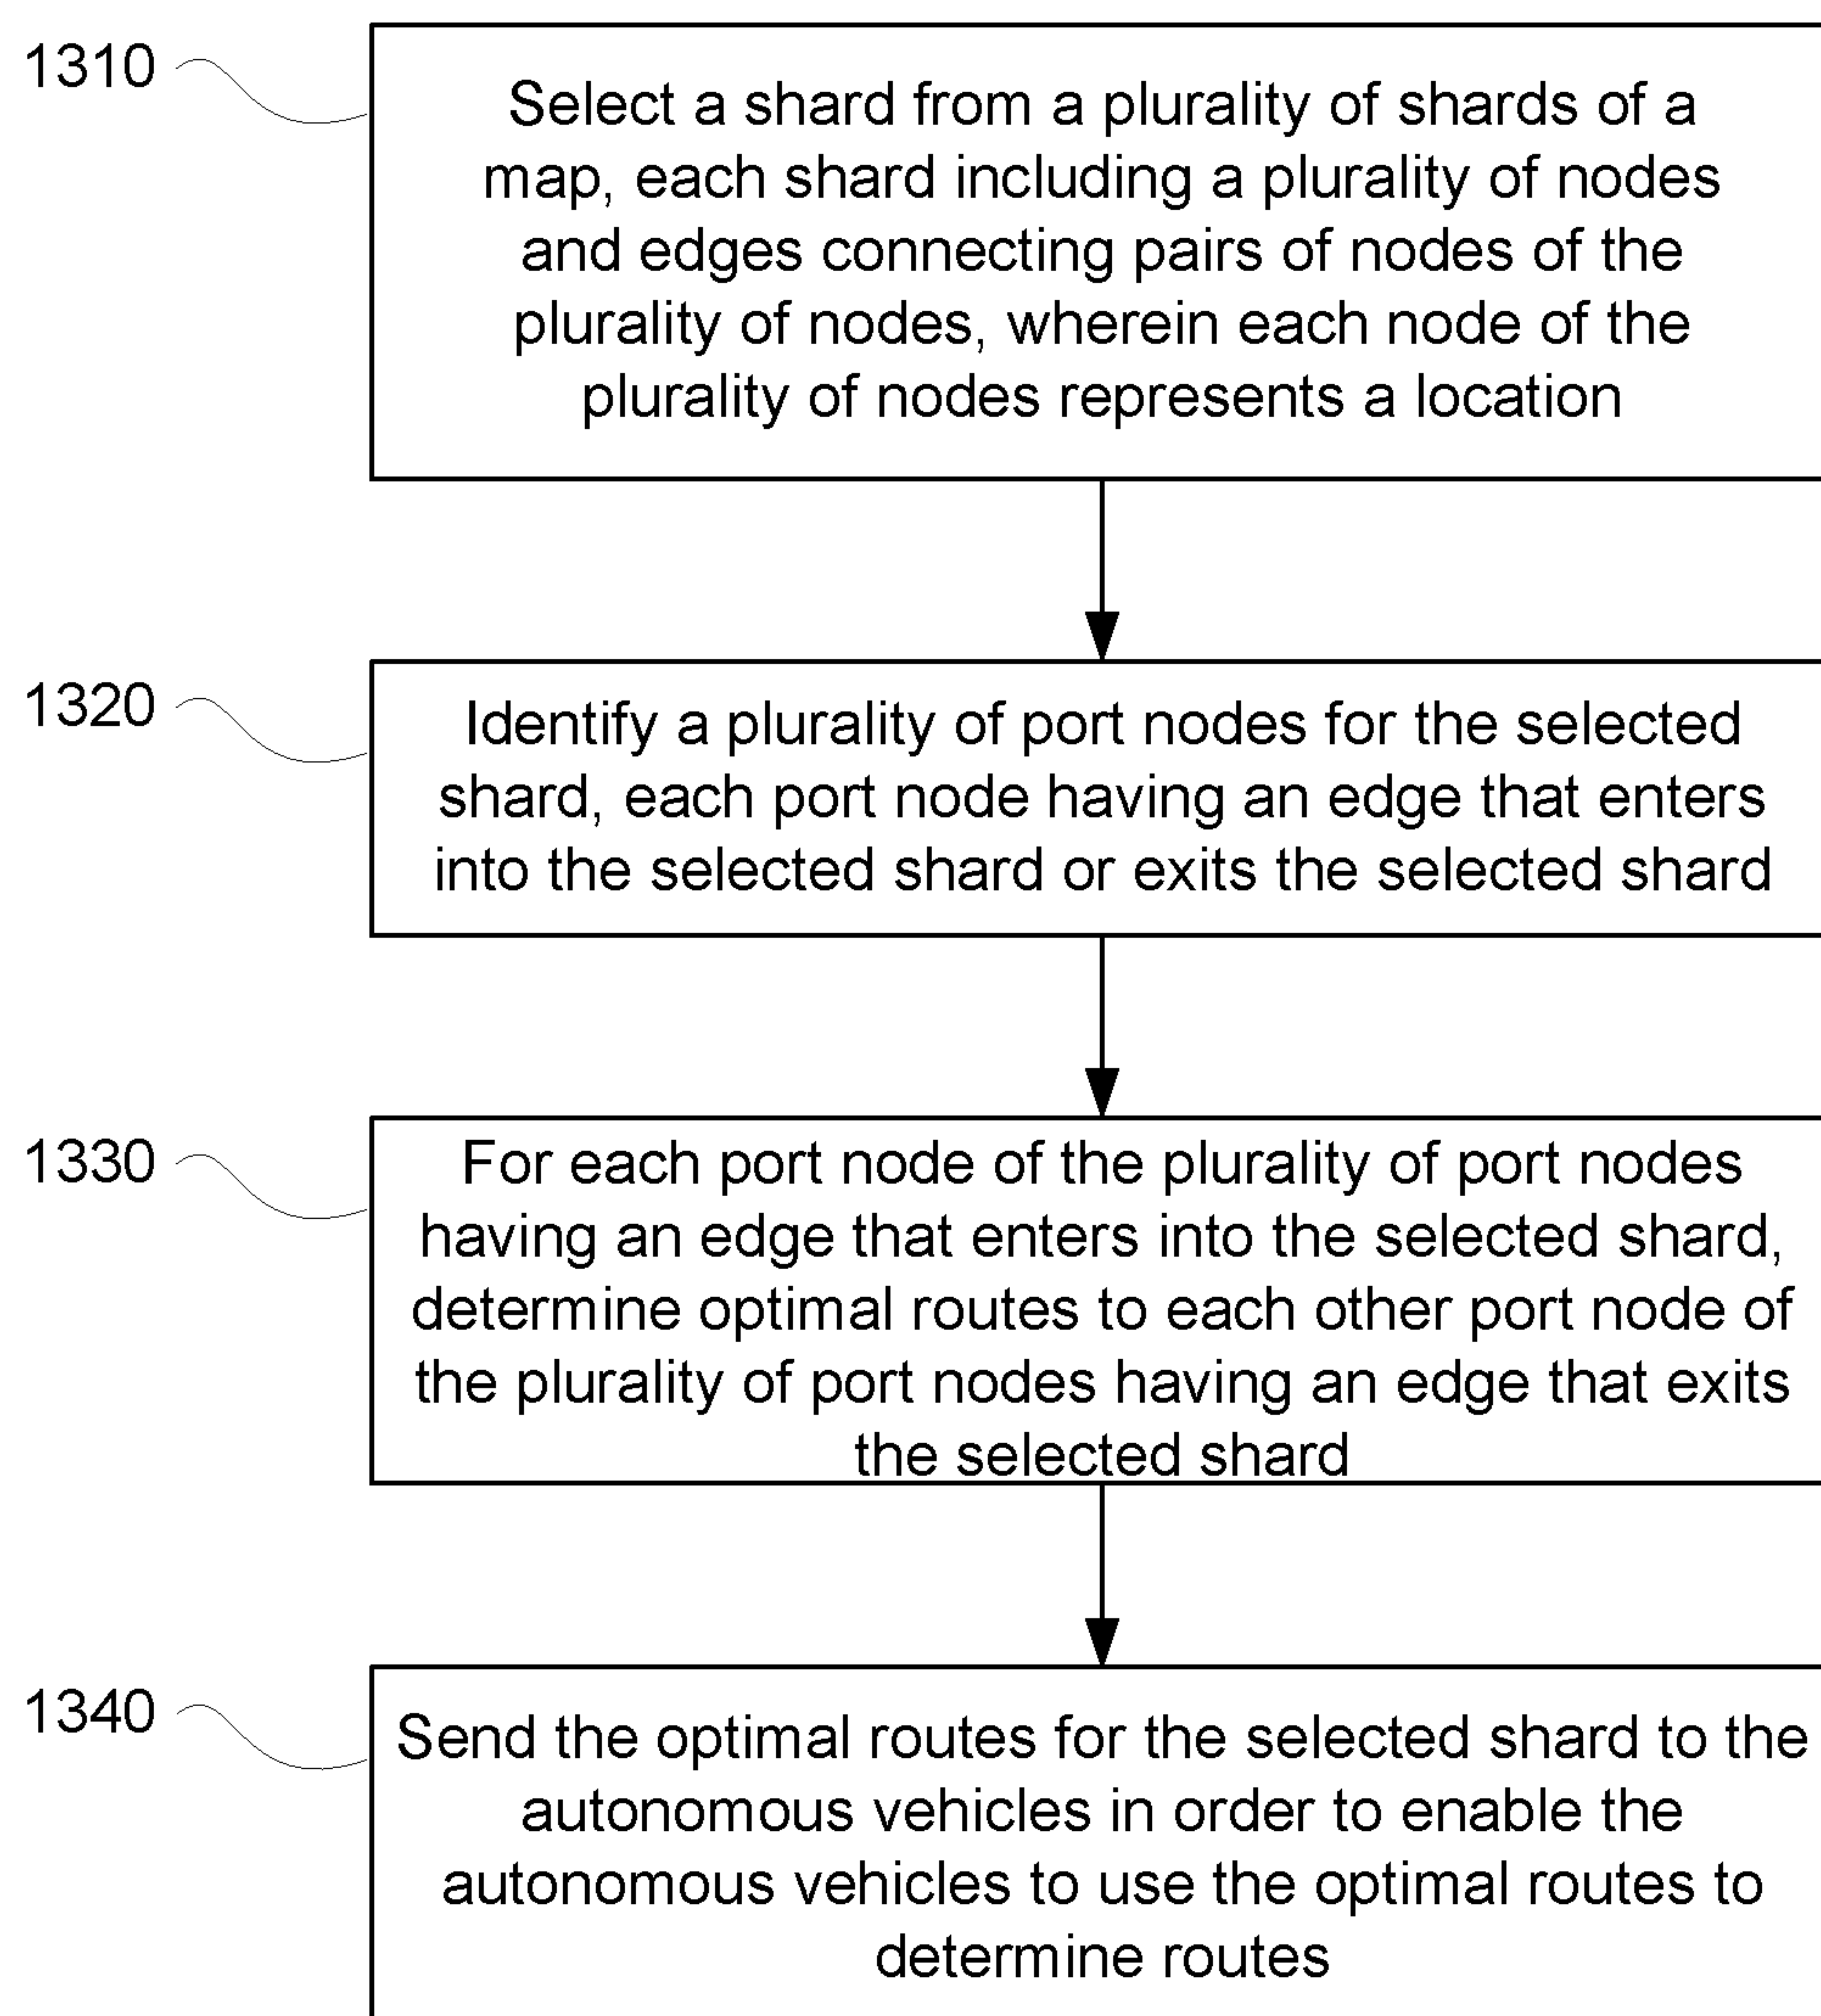 1310
Select a shard from a plurality of shards of a
map, each shard including a plurality of nodes
and edges connecting pairs of nodes of the
plurality of nodes, wherein each node of the
plurality of nodes represents a location
1320
Identify a plurality of port nodes for the selected
shard, each port node having an edge that enters
into the selected shard or exits the selected shard
1330
For each port node of the plurality of port nodes
having an edge that enters into the selected shard,
determine optimal routes to each other port node of
the plurality of port nodes having an edge that exits
the selected shard
1340
Send the optimal routes for the selected shard to the
autonomous vehicles in order to enable the
autonomous vehicles to use the optimal routes to
determine routes